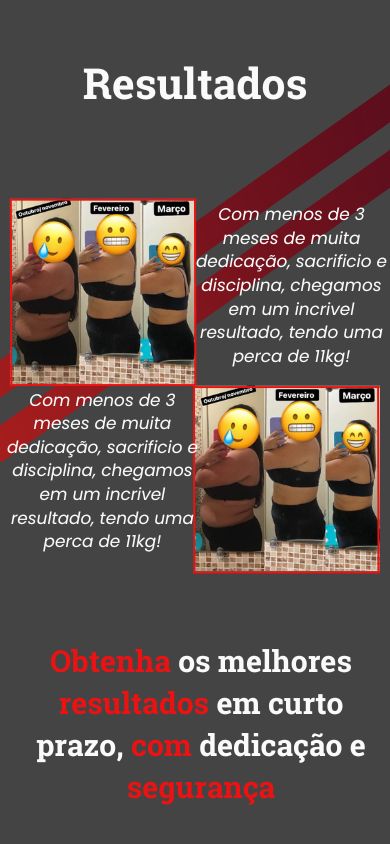 Resultados
Outubro/novembro
Fevereiro
Março
Com menos de 3
meses de muita
dedicação, sacrificio e
disciplina, chegamos
em um incrivel
resultado, tendo uma
perca de 11kg!
Com menos de 3
meses de muita
dedicação, sacrificio e
disciplina, chegamos
em um incrivel
resultado, tendo uma
perca de 11kg!
Outubro/novembro
Fevereiro
Março
Obtenha os melhores
resultados em curto
prazo, com dedicação e
segurança